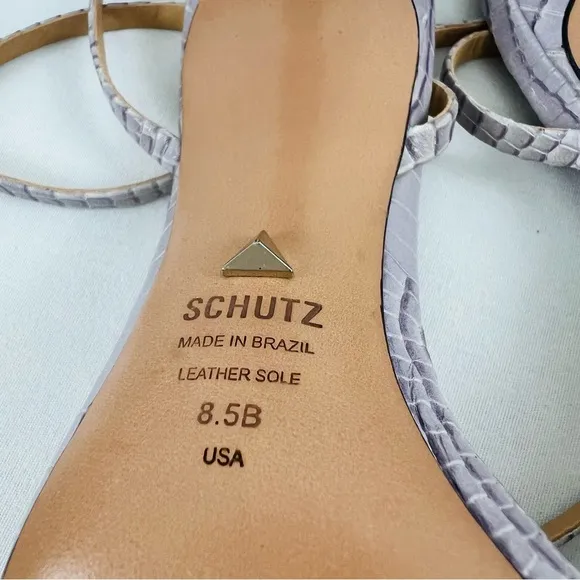 SCHUTZ
MADE IN BRAZIL
LEATHER SOLE
8.5B
USA